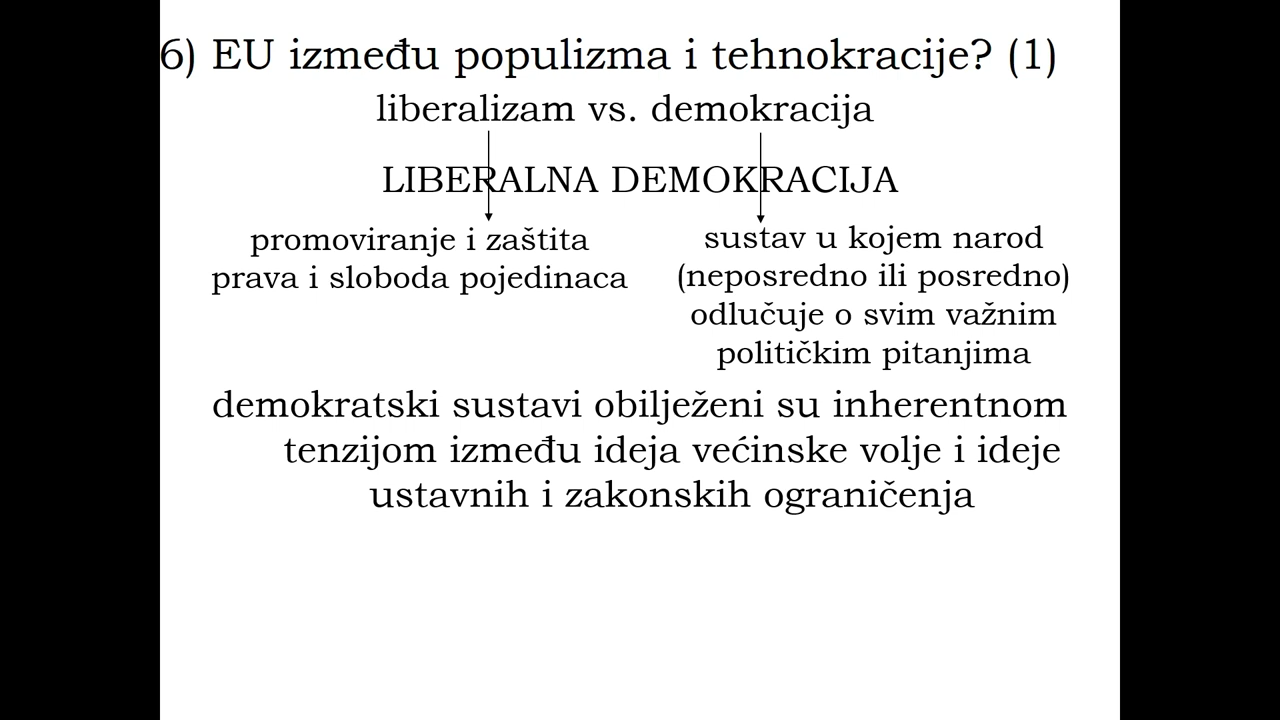 6) EU između populizma i tehnokracije? (1)
liberalizam vs. demokracija
LIBERALNA DEMOKRACIJA
promoviranje i zaštita
prava i sloboda pojedinaca
sustav u kojem narod
(neposredno ili posredno)
odlučuje o svim važnim
političkim pitanjima
demokratski sustavi obilježeni su inherentnom
tenzijom između ideja većinske volje i ideje
ustavnih i zakonskih ograničenja